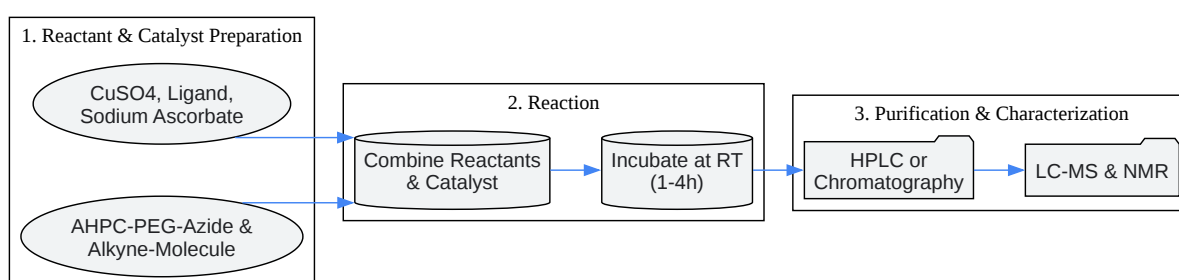 1. Reactant & Catalyst Preparation
CuSO4, Ligand,
Sodium Ascorbate
AHPC-PEG-Azide &
Alkyne-Molecule
2. Reaction
Combine Reactants
& Catalyst
Incubate at RT
(1-4h)
3. Purification & Characterization
HPLC or
Chromatography
LC-MS & NMR